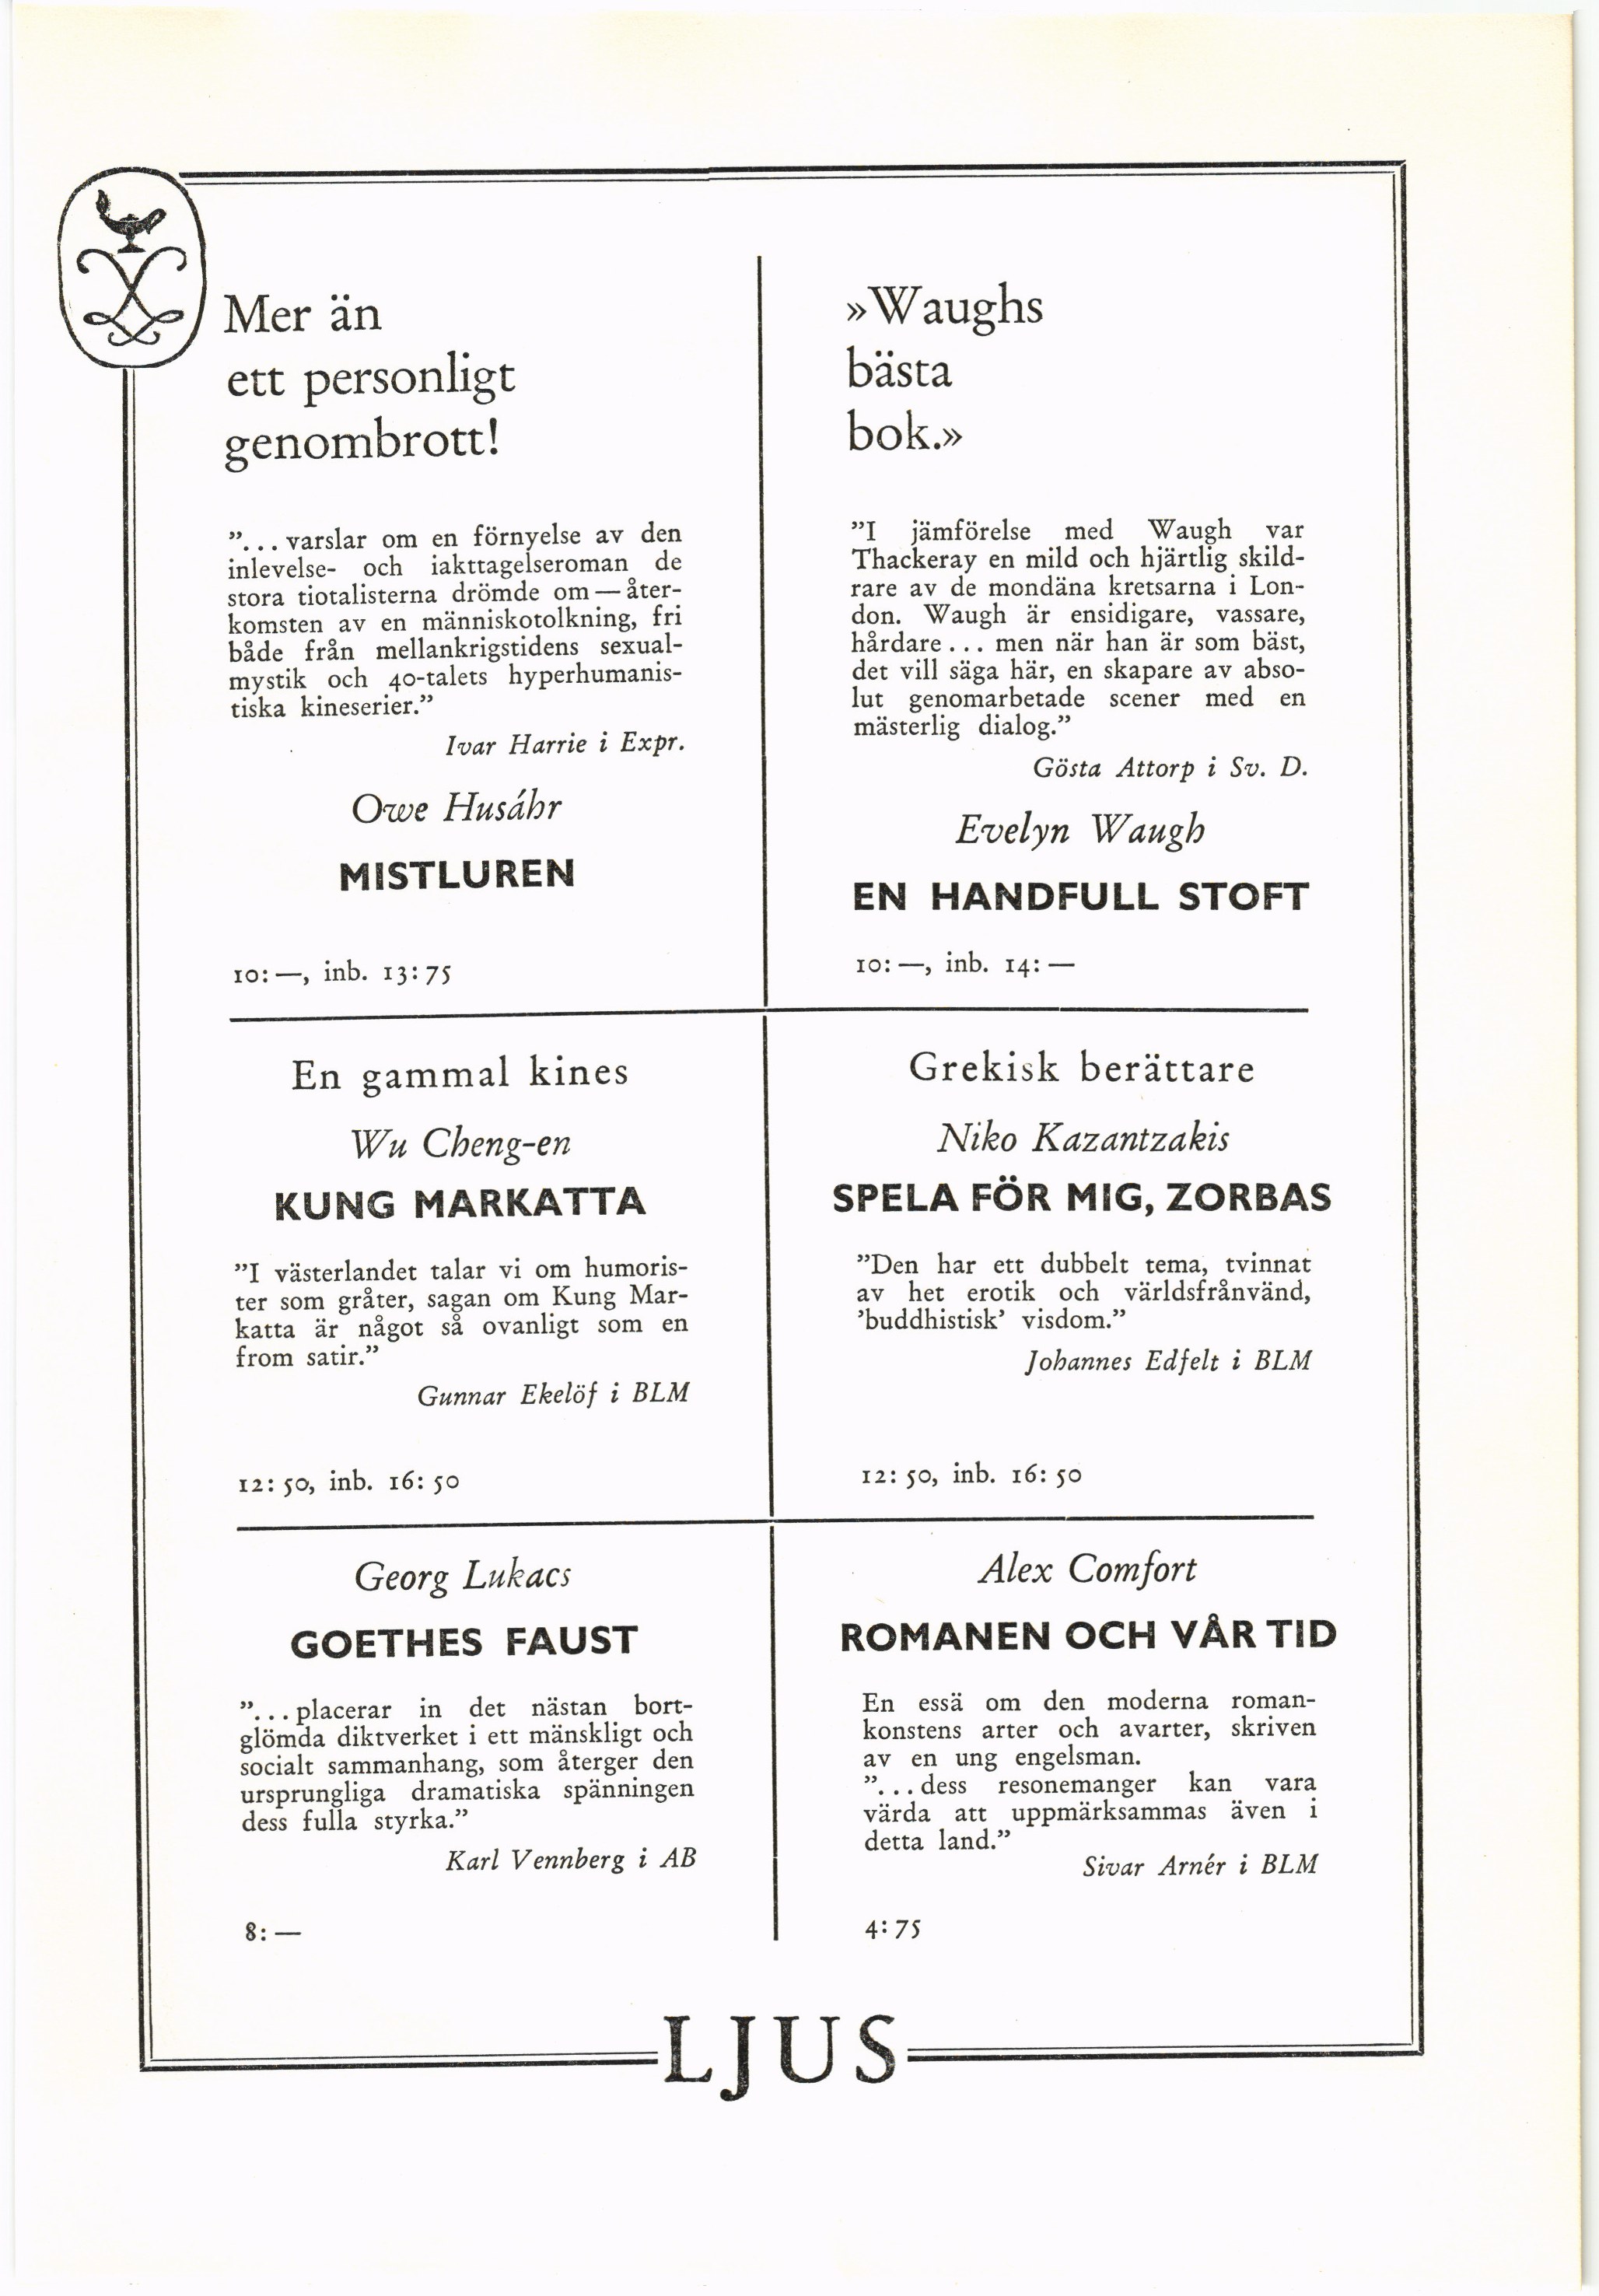 Mer än
ett personligt
genombrott!
”... varslar om en förnyelse av den
inlevelse- och iakttagelseroman de
stora tiotalisterna drömde om — åter-
komsten av en människotolkning, fri
både från mellankrigstidens sexual-
mystik och 40-talets hyperhumanis-
tiska kineserier.”
Ivar Harrie i Expr.
Owe Husáhr
MISTLUREN
10: —, inb. 13: 75
»Waughs
bästa
bok.»
”I jämförelse med Waugh var
Thackeray en mild och hjärtlig skild-
rare av de mondäna kretsarna i Lon-
don. Waugh är ensidigare, vassare,
hårdare ... men när han är som bäst,
det vill säga här, en skapare av abso-
lut genomarbetade scener med en
mästerlig dialog.”
Gösta Attorp i Sv. D.
Evelyn Waugh
EN HANDFULL STOFT
10: —, inb. 14: —
En gammal kines
Wu Cheng-en
KUNG MARKATTA
”I västerlandet talar vi om humoris-
ter som gråter, sagan om Kung Mar-
katta är något så ovanligt som en
from satir.”
Gunnar Ekelöf i BLM
12: 50, inb. 16: 50
Grekisk berättare
Niko Kazantzakis
SPELA FÖR MIG, ZORBAS
”Den har ett dubbelt tema, tvinnat
av het erotik och världsfrånvänd,
’buddhistisk’ visdom.”
Johannes Edfelt i BLM
12: 50, inb. 16: 50
Georg Lukacs
GOETHES FAUST
”... placerar in det nästan bort-
glömda diktverket i ett mänskligt och
socialt sammanhang, som återger den
ursprungliga dramatiska spänningen
dess fulla styrka.”
Karl Vennberg i AB
8: —
Alex Comfort
ROMANEN OCH VÅR TID
En essä om den moderna roman-
konstens arter och avarter, skriven
av en ung engelsman.
”... dess resonemanger kan vara
värda att uppmärksammas även i
detta land.”
Sivar Arnér i BLM
4: 75
LJUS